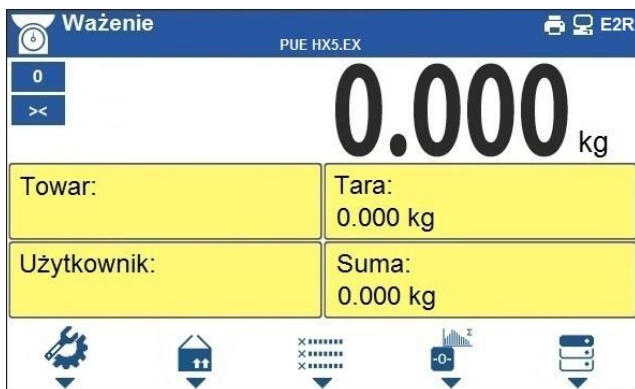 Ważenie
PUE HX5.EX
E2R
0
><
0.000 kg
Towar:
Tara:
0.000 kg
Użytkownik:
Suma:
0.000 kg
Σ
-0-